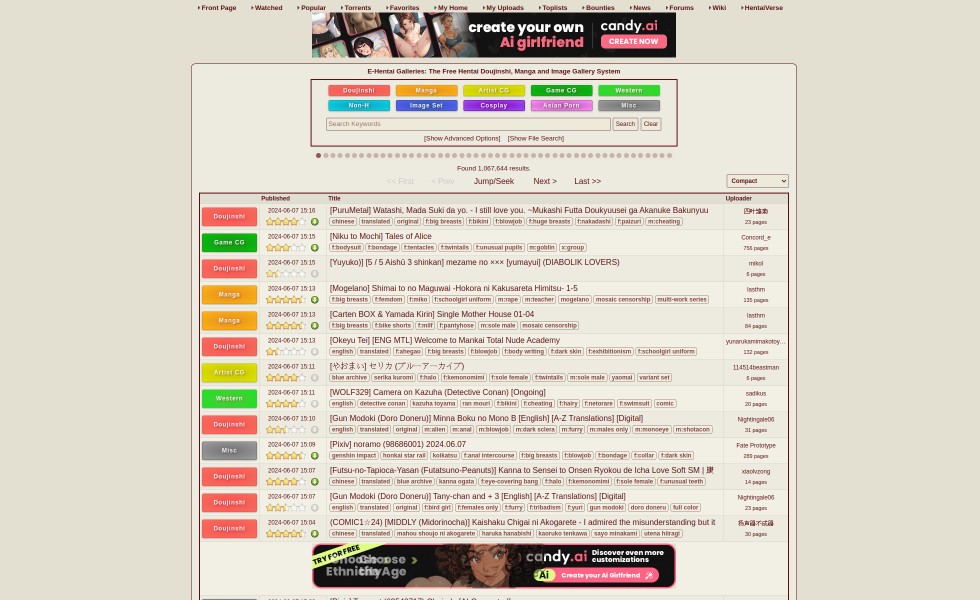 Front Page Watched Popular Torrents Favorites My Home My Uploads Toplists Bounties News Forums Wiki HentaiVerse
create your own
Ai girlfriend
candy.ai
CREATE NOW
E-Hentai Galleries: The Free Hentai Doujinshi, Manga and Image Gallery System
Doujinshi Manga Artist CG Game CG Western
Non-H Image Set Cosplay Asian Porn Misc
Search Keywords Search Clear
[Show Advanced Options] [Show File Search]
Found 1,067,644 results.
<< First < Prev Jump/Seek Next > Last >> Compact
Published Title Uploader
Doujinshi 2024-06-07 15:16 [PuruMetal] Watashi, Mada Suki da yo. - I still love you. ~Mukashi Futta Doukyuusei ga Akanuke Bakunyuu
chinese translated original f:big breasts f:bikini f:blowjob f:huge breasts f:nakadashi f:paizuri m:cheating 23 pages
Game CG 2024-06-07 15:15 [Niku to Mochi] Tales of Alice Concord_e
f:bodysuit f:bondage f:tentacles f:twintails f:unusual pupils m:goblin x:group 756 pages
Doujinshi 2024-06-07 15:15 [Yuyuko)] [5 / 5 Aishū 3 shinkan] mezame no ××× [yumayui] (DIABOLIK LOVERS) mikol
6 pages
Manga 2024-06-07 15:13 [Mogelano] Shimai to no Maguwai -Hokora ni Kakusareta Himitsu- 1-5 lasthm
f:big breasts f:femdom f:miko f:schoolgirl uniform m:rape m:teacher mogelano mosaic censorship multi-work series 135 pages
Manga 2024-06-07 15:13 [Carten BOX & Yamada Kirin] Single Mother House 01-04 lasthm
f:big breasts f:bike shorts f:milf f:pantyhose m:sole male mosaic censorship 84 pages
Doujinshi 2024-06-07 15:13 [Okeyu Tei] [ENG MTL] Welcome to Mankai Total Nude Academy yunarukamimakotoy...
english translated f:ahegao f:big breasts f:blowjob f:body writing f:dark skin f:exhibitionism f:schoolgirl uniform 132 pages
Artist CG 2024-06-07 15:11 [やおまい] セリカ (ブルーアーカイブ) 114514beastman
blue archive serika kuromi f:halo f:kemonomimi f:sole female f:twintails m:sole male yaomai variant set 6 pages
Western 2024-06-07 15:11 [WOLF329] Camera on Kazuha (Detective Conan) [Ongoing] sadikus
english detective conan kazuha toyama ran mouri f:bikini f:cheating f:hairy f:netorare f:swimsuit comic 20 pages
Doujinshi 2024-06-07 15:10 [Gun Modoki (Doro Doneru)] Minna Boku no Mono B [English] [A-Z Translations] [Digital] Nightingale06
english translated original m:alien m:anal m:blowjob m:dark sclera m:furry m:males only m:monoeye m:shotacon 31 pages
Misc 2024-06-07 15:09 [Pixiv] noramo (98686001) 2024.06.07 Fate Prototype
genshin impact honkai star rail koikatsu f:anal intercourse f:big breasts f:blowjob f:bondage f:collar f:dark skin 289 pages
Doujinshi 2024-06-07 15:07 [Futsu-no-Tapioca-Yasan (Futatsuno-Peanuts)] Kanna to Sensei to Onsen Ryokou de Icha Love Soft SM | xiaolvzong
chinese translated blue archive kanna ogata f:eye-covering bang f:halo f:kemonomimi f:sole female f:unusual teeth 14 pages
Doujinshi 2024-06-07 15:07 [Gun Modoki (Doro Doneru)] Tany-chan and + 3 [English] [A-Z Translations] [Digital] Nightingale06
english translated original f:bird girl f:females only f:furry f:tribadism f:yuri gun modoki doro doneru full color 23 pages
Doujinshi 2024-06-07 15:04 (COMIC1☆24) [MIDDLY (Midorinocha)] Kaishaku Chigai ni Akogarete - I admired the misunderstanding but it
chinese translated mahou shoujo ni akogarete haruka hanabishi kaoruko tenkawa sayo minakami utena hiiragi 30 pages
TRY FOR FREE
Choose
Age
candy.ai
Discover even more customizations
Ai Create your Ai Girlfriend